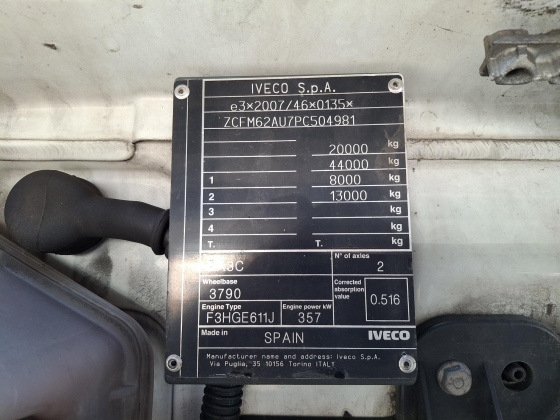 IVECO S.p.A.
e3×2007/46×0135×
ZCFM62AU7PC504981
20000 kg
44000 kg
1 8000 kg
2 13000 kg
3 kg
4 kg
T. T. kg
N° of axles
2
Wheelbase
3790
Corrected absorption value
0.516
Engine Type
F3HGE611J
Engine power kW
357
Made in SPAIN IVECO
Manufacturer name and address: Iveco S.p.A.
Via Puglia, 35 10156 Torino ITALY